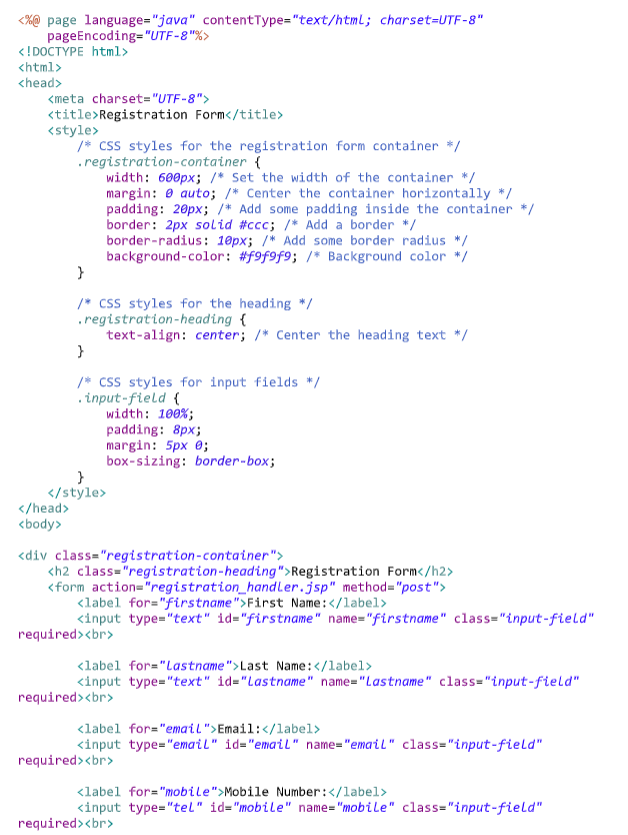 <%@ page language="java" contentType="text/html; charset=UTF-8"
    pageEncoding="UTF-8"%>
<!DOCTYPE html>
<html>
<head>
    <meta charset="UTF-8">
    <title>Registration Form</title>
    <style>
        /* CSS styles for the registration form container */
        .registration-container {
            width: 600px; /* Set the width of the container */
            margin: 0 auto; /* Center the container horizontally */
            padding: 20px; /* Add some padding inside the container */
            border: 2px solid #ccc; /* Add a border */
            border-radius: 10px; /* Add some border radius */
            background-color: #f9f9f9; /* Background color */
        }

        /* CSS styles for the heading */
        .registration-heading {
            text-align: center; /* Center the heading text */
        }

        /* CSS styles for input fields */
        .input-field {
            width: 100%;
            padding: 8px;
            margin: 5px 0;
            box-sizing: border-box;
        }
    </style>
</head>
<body>

<div class="registration-container">
    <h2 class="registration-heading">Registration Form</h2>
    <form action="registration_handler.jsp" method="post">
        <label for="firstname">First Name:</label>
        <input type="text" id="firstname" name="firstname" class="input-field"
required><br>

        <label for="lastname">Last Name:</label>
        <input type="text" id="lastname" name="lastname" class="input-field"
required><br>

        <label for="email">Email:</label>
        <input type="email" id="email" name="email" class="input-field"
required><br>

        <label for="mobile">Mobile Number:</label>
        <input type="tel" id="mobile" name="mobile" class="input-field"
required><br>